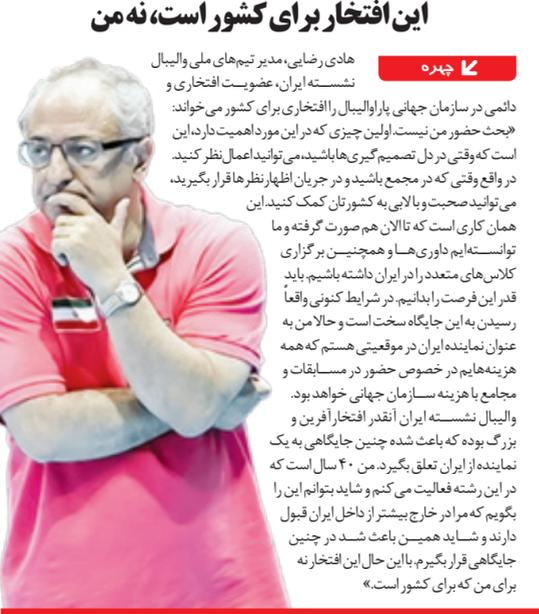 این افتخار برای کشور است، نه من
چهره
هادی رضایی، مدیر تیم‌های ملی والیبال
نشسته ایران، عضویت افتخاری و
دائمی در سازمان جهانی پاراوالیبال را افتخاری برای کشور می‌خواند:
«بحث حضور من نیست. اولین چیزی که در این مورد اهمیت دارد، این
است که وقتی در دل تصمیم‌گیری‌ها باشید، می‌توانید اعمال نظر کنید.
در واقع وقتی که در مجمع باشید و در جریان اظهارنظرها قرار بگیرید،
می‌توانید صحبت و یا لابی به کشورتان کمک کنید. این
همان کاری است که تاالان هم صورت گرفته و ما
توانسته‌ایم داوری‌ها و همچنین برگزاری
کلاس‌های متعدد را در ایران داشته باشیم. باید
قدر این فرصت را بدانیم. در شرایط کنونی واقعاً
رسیدن به این جایگاه سخت است و حالا من به
عنوان نماینده ایران در موقعیتی هستم که همه
هزینه‌هایم در خصوص حضور در مسابقات و
مجامع با هزینه سازمان جهانی خواهد بود.
والیبال نشسته ایران آنقدر افتخارآفرین و
بزرگ بوده که باعث شده چنین جایگاهی به یک
نماینده از ایران تعلق بگیرد. من ۴۰ سال است که
در این رشته فعالیت می‌کنم و شاید بتوانم این را
بگویم که مرا در خارج بیشتر از داخل ایران قبول
دارند و شاید همین باعث شد در چنین
جایگاهی قرار بگیرم. با این حال این افتخار نه
برای من که برای کشور است.»